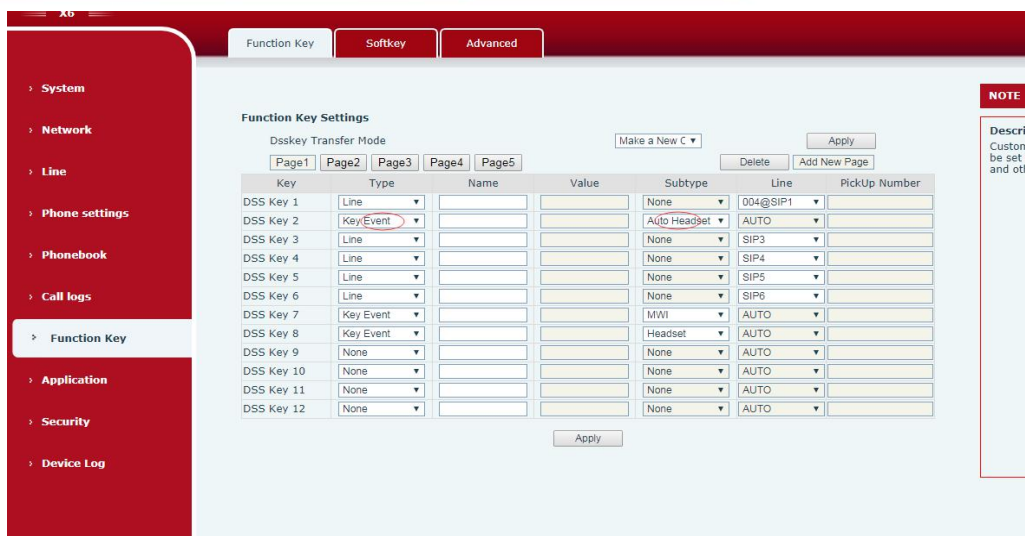 X6
Function Key Softkey Advanced
› System
› Network
› Line
› Phone settings
› Phonebook
› Call logs
› Function Key
› Application
› Security
› Device Log
Function Key Settings
Dsskey Transfer Mode Make a New C Apply
Page1 Page2 Page3 Page4 Page5 Delete Add New Page
Key Type Name Value Subtype Line PickUp Number
DSS Key 1 Line None 004@SIP1
DSS Key 2 Key Event Auto Headset AUTO
DSS Key 3 Line None SIP3
DSS Key 4 Line None SIP4
DSS Key 5 Line None SIP5
DSS Key 6 Line None SIP6
DSS Key 7 Key Event MWI AUTO
DSS Key 8 Key Event Headset AUTO
DSS Key 9 None None AUTO
DSS Key 10 None None AUTO
DSS Key 11 None None AUTO
DSS Key 12 None None AUTO
Apply
NOTE
Descri
Custon
be set
and oth